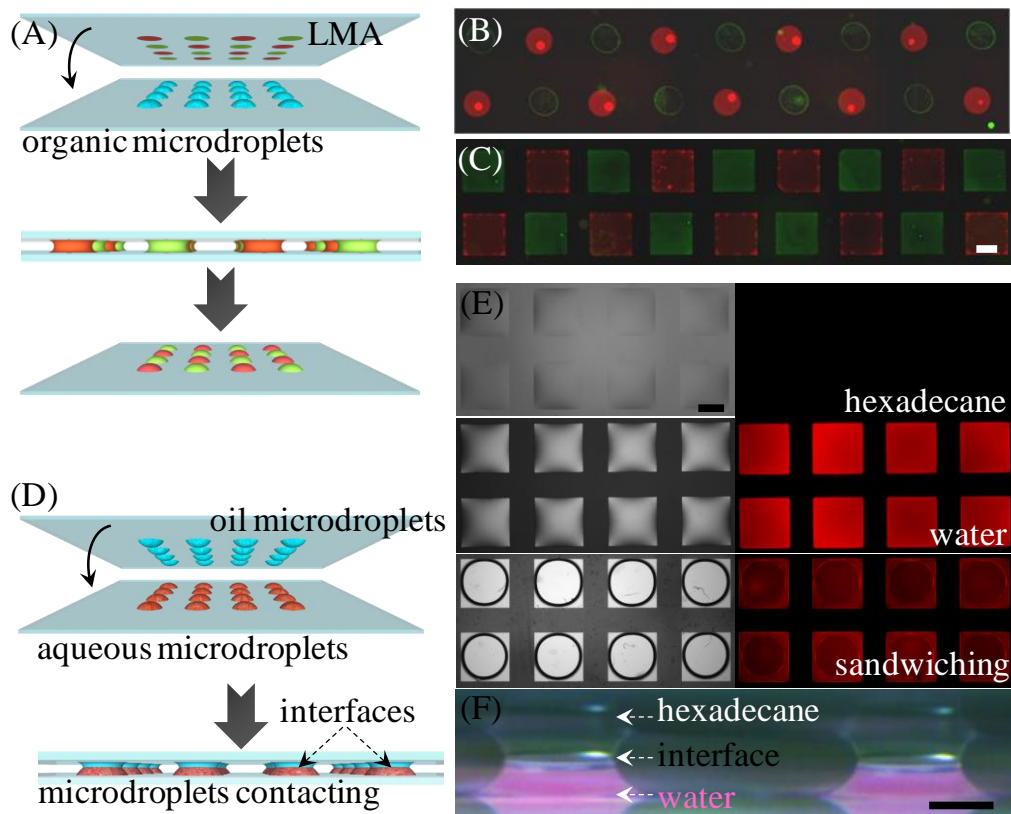 (A)
LMA
organic microdroplets
(B)
(C)
(D)
oil microdroplets
aqueous microdroplets
interfaces
microdroplets contacting
(E)
hexadecane
water
sandwiching
(F)
hexadecane
interface
water